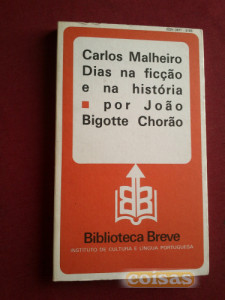 Carlos Malheiro
Dias na ficção
e na história
por João
Bigotte Chorão
Biblioteca Breve
INSTITUTO DE CULTURA E LÍNGUA PORTUGUESA
coisas